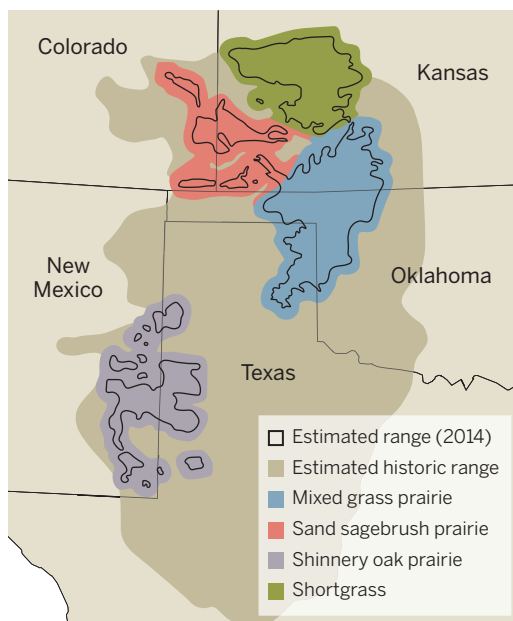 Colorado
Kansas
New
Mexico
Oklahoma
Texas
Estimated range (2014)
Estimated historic range
Mixed grass prairie
Sand sagebrush prairie
Shinnery oak prairie
Shortgrass